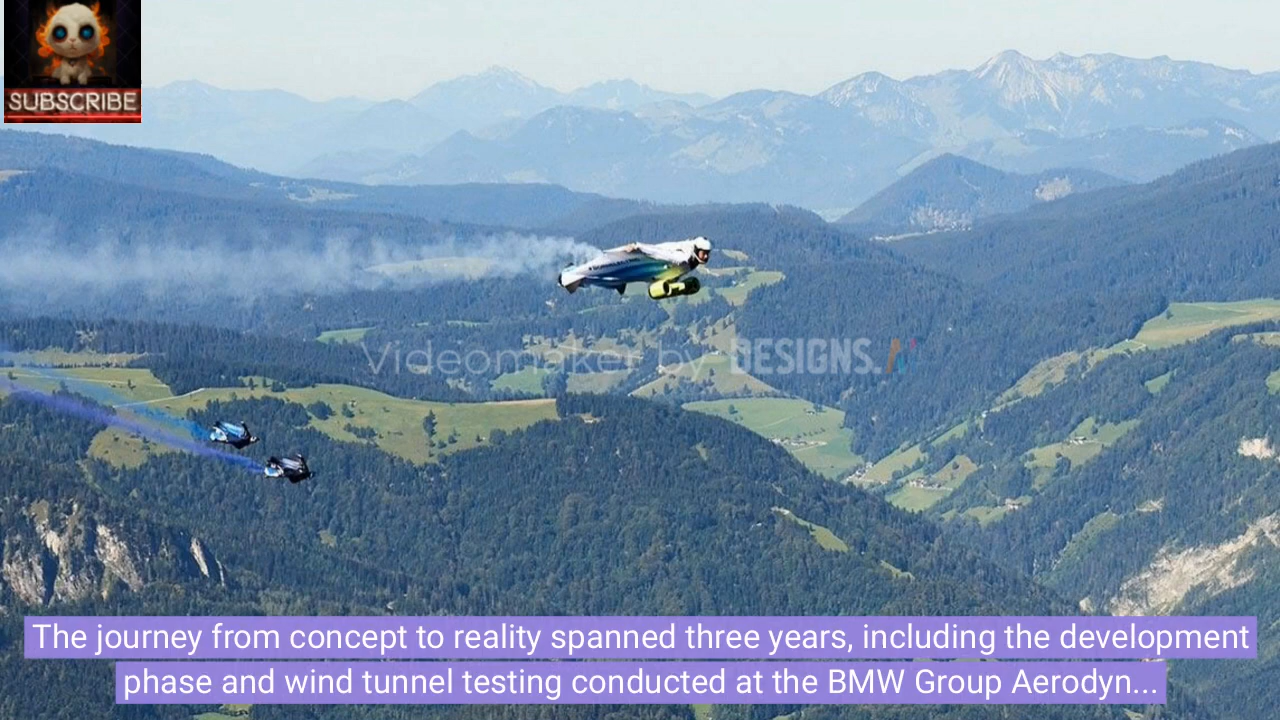 SUBSCRIBE
Videomaker by DESIGNS.AI
The journey from concept to reality spanned three years, including the development
phase and wind tunnel testing conducted at the BMW Group Aerodyn...